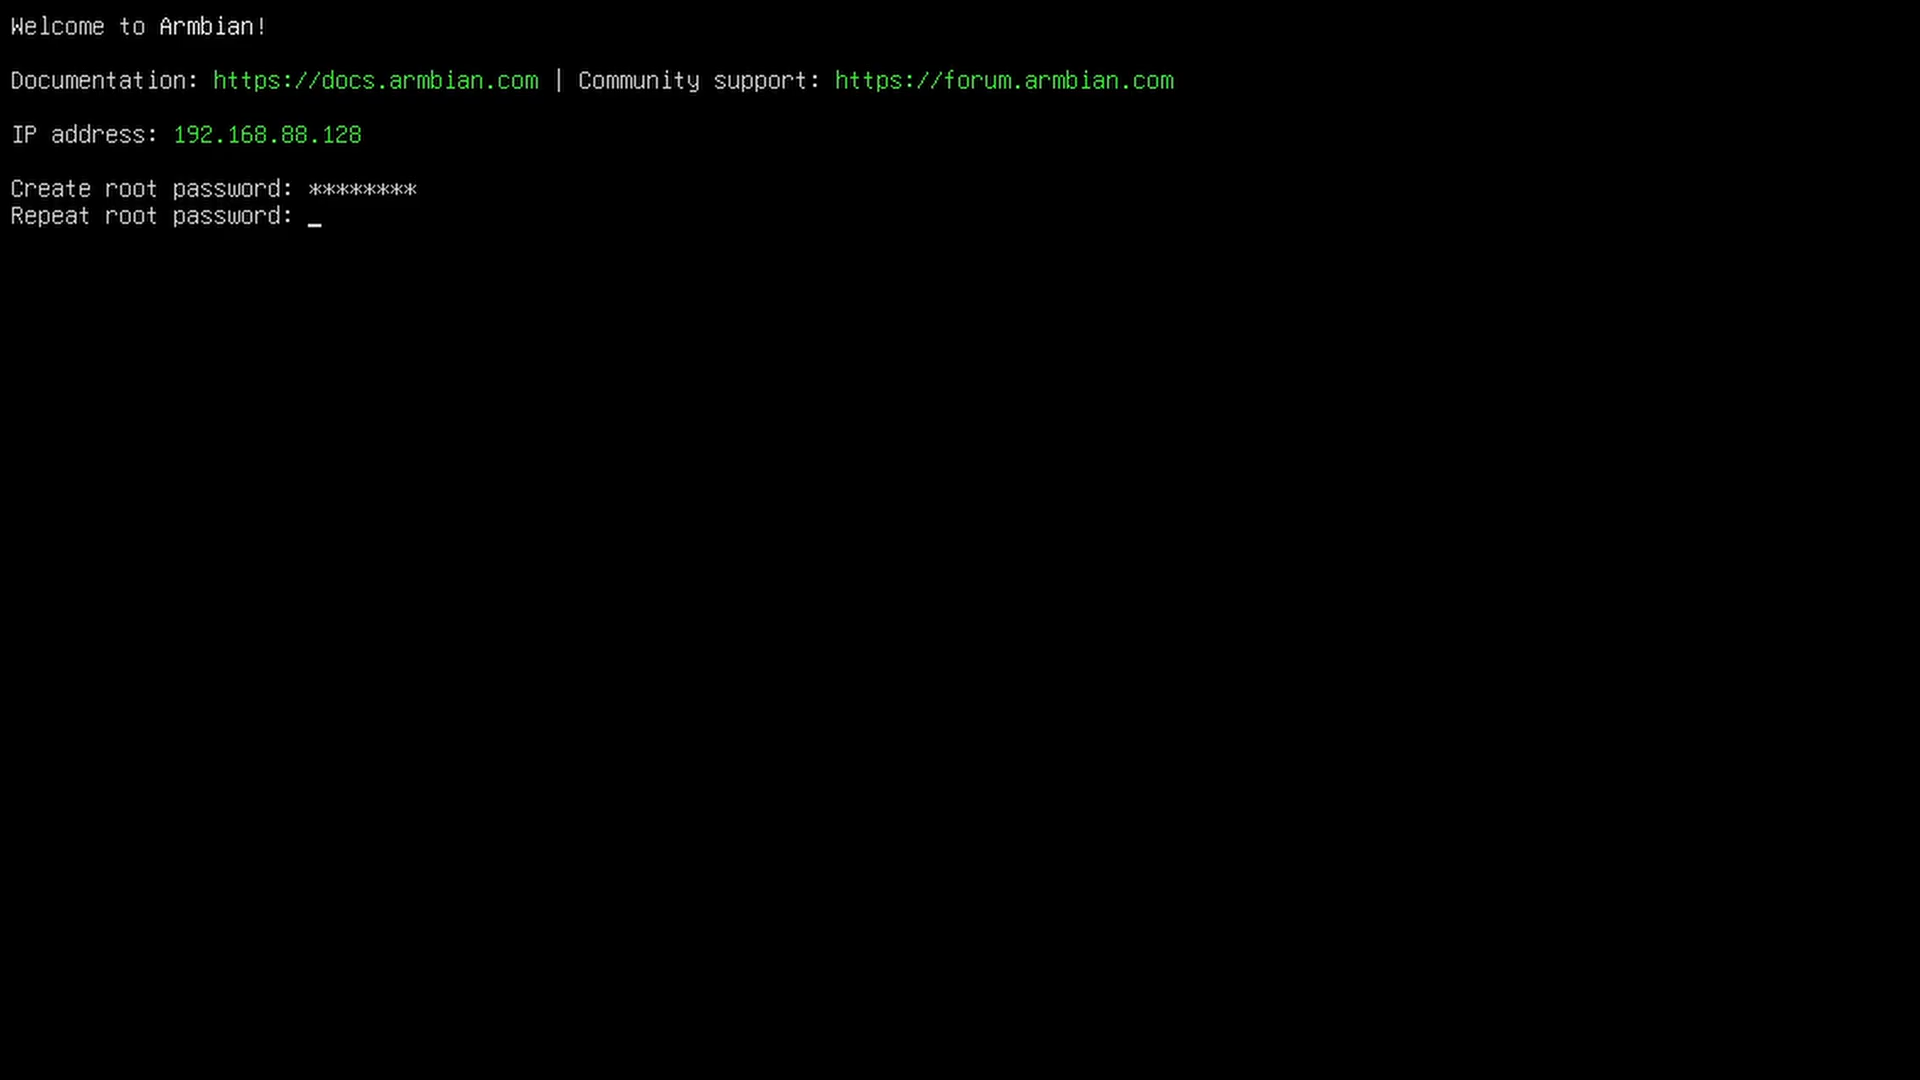 Welcome to Armbian!
Documentation: https://docs.armbian.com | Community support: https://forum.armbian.com
IP address: 192.168.88.128
Create root password: ********
Repeat root password: _